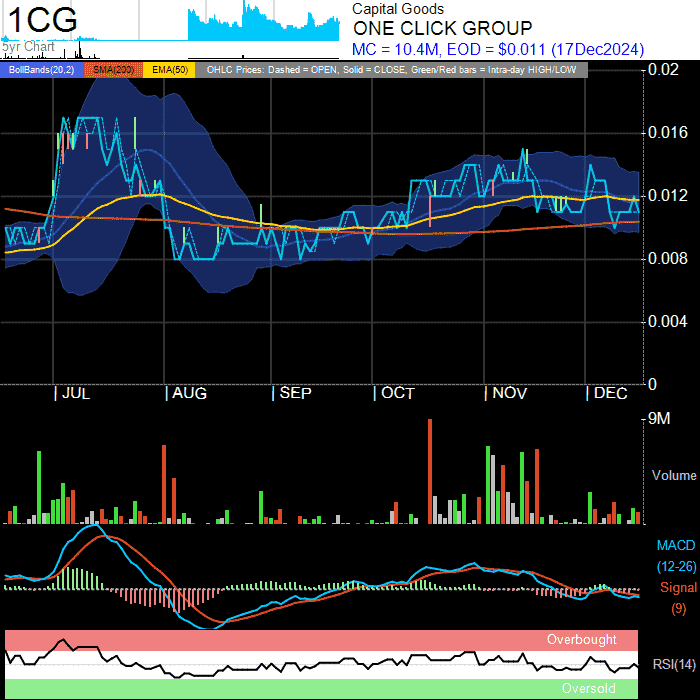 1CG
Capital Goods
ONE CLICK GROUP
5yr Chart
MC = 10.4M, EOD = $0.011 (17Dec2024)
BollBands(20,2) SMA(200) EMA(50) OHLC Prices: Dashed = OPEN, Solid = CLOSE, Green/Red bars = Intra-day HIGH/LOW
0.02
0.016
0.012
0.008
0.004
0
| JUL | AUG | SEP | OCT | NOV | DEC
9M
Volume
MACD
(12-26)
Signal
(9)
Overbought
RSI(14)
Oversold